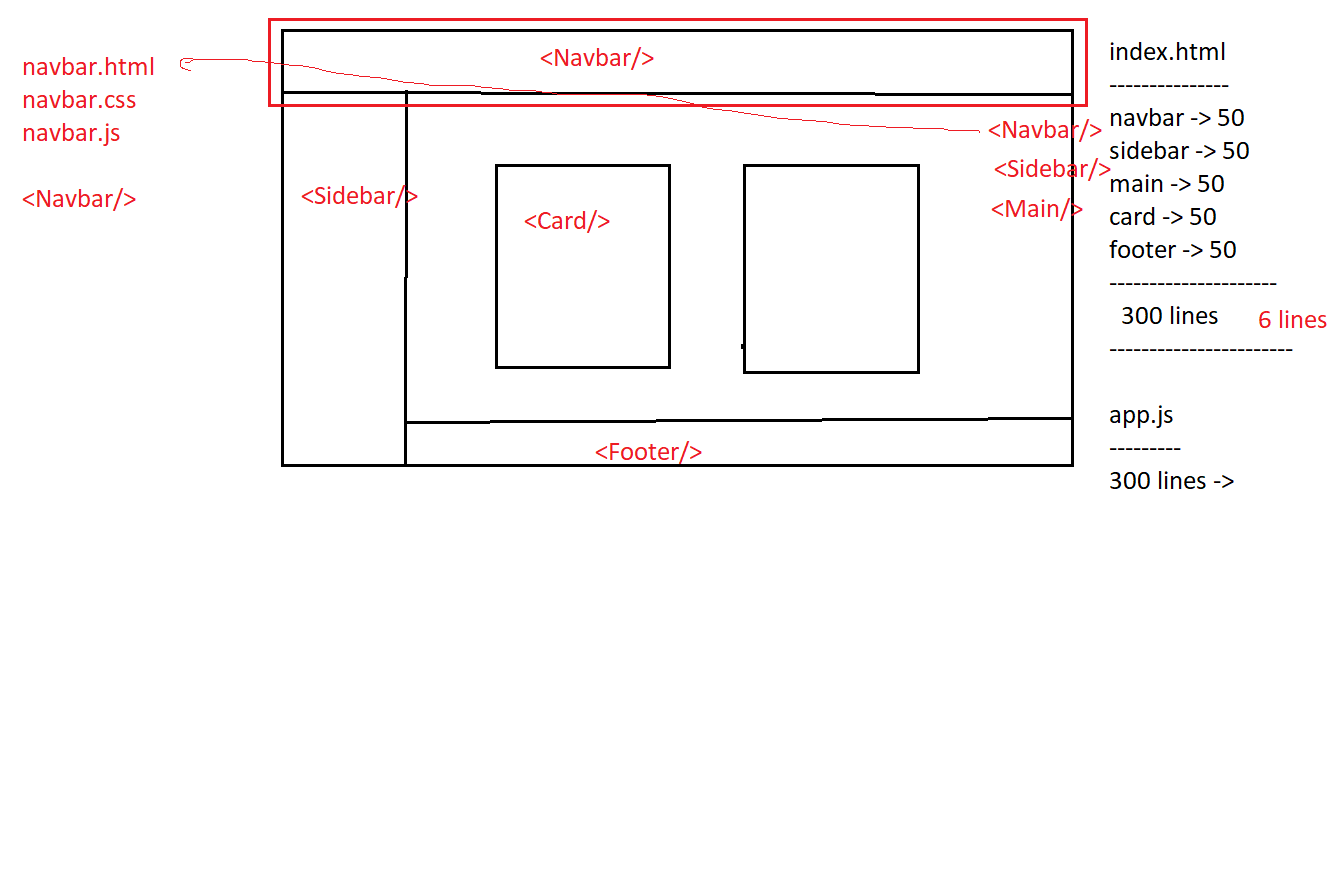 navbar.html
navbar.css
navbar.js
<Navbar/>
<Navbar/>
<Sidebar/>
<Card/>
<Footer/>
<Navbar/>
<Sidebar/>
<Main/>
index.html
---------------
navbar -> 50
sidebar -> 50
main -> 50
card -> 50
footer -> 50
---------------------
300 lines 6 lines
-----------------------
app.js
---------
300 lines ->